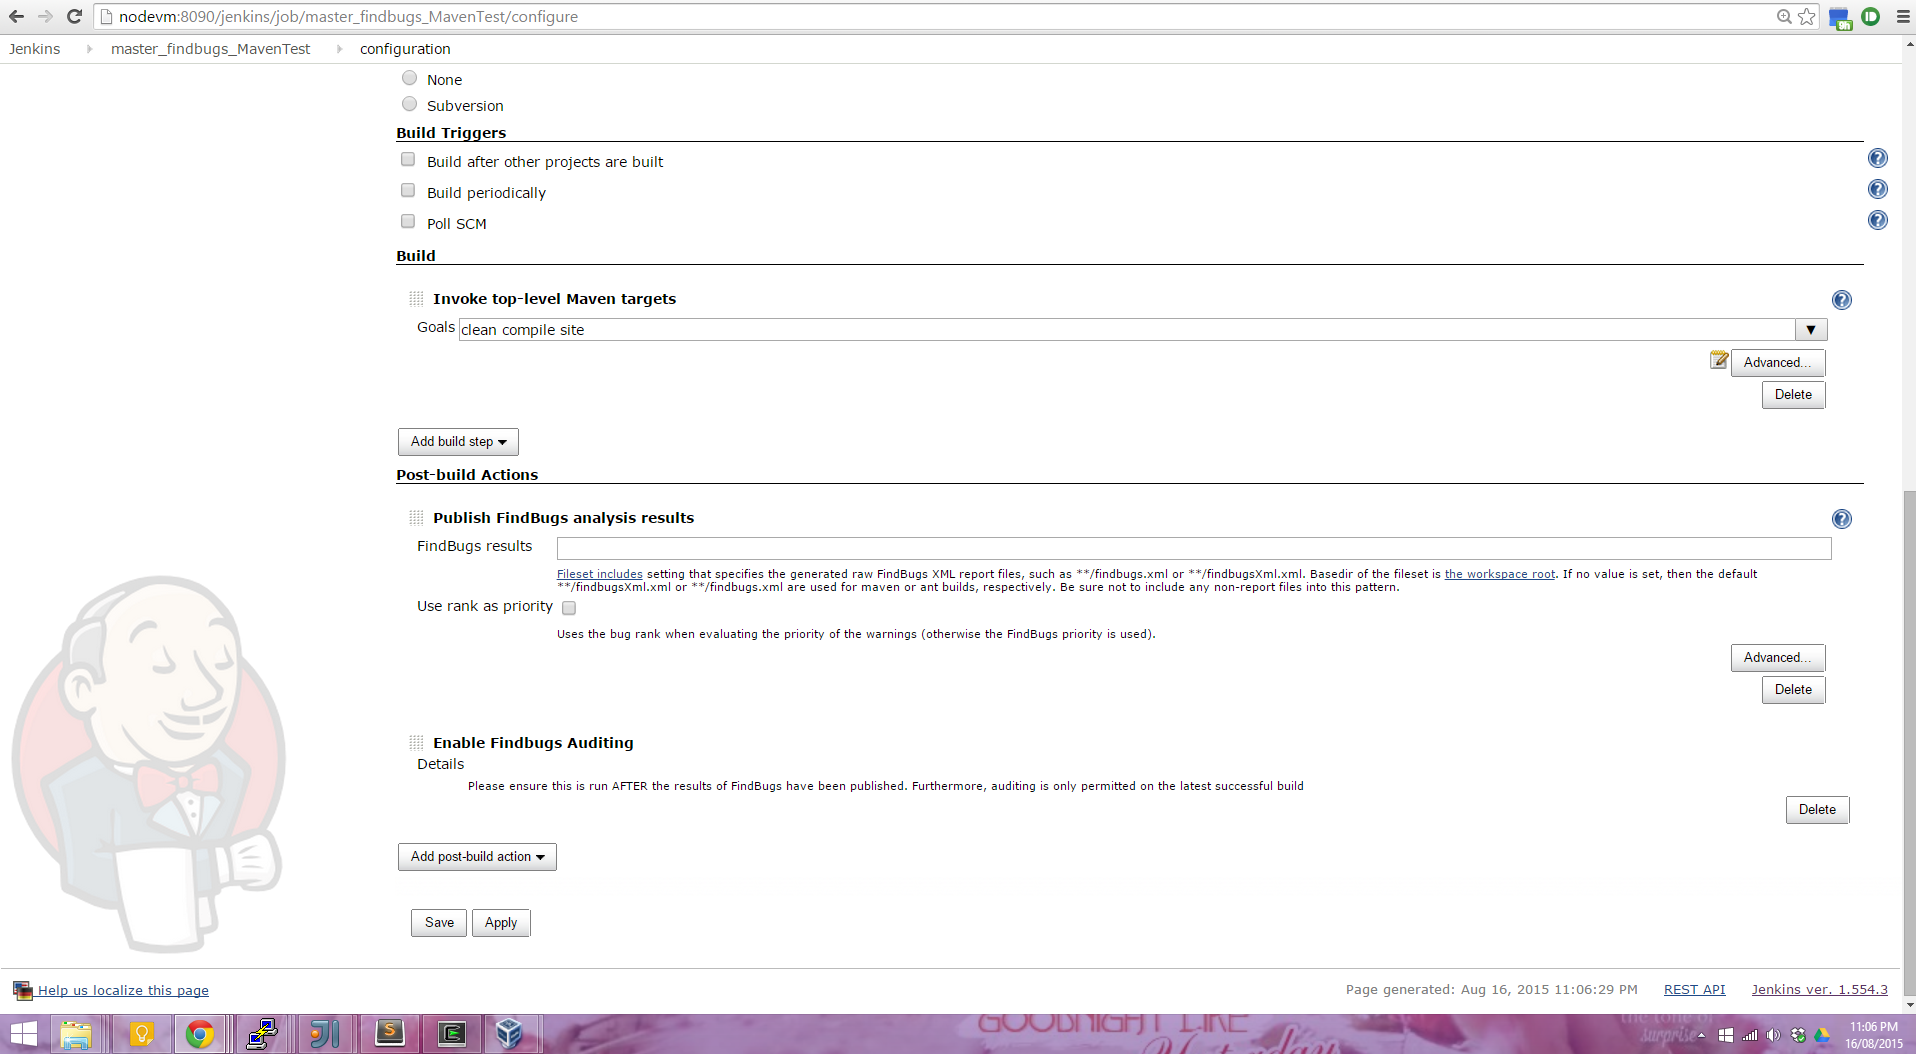 nodevm:8090/jenkins/job/master_findbugs_MavenTest/configure
Jenkins
master_findbugs_MavenTest
configuration
None
Subversion
Build Triggers
Build after other projects are built
Build periodically
Poll SCM
Build
Invoke top-level Maven targets
Goals
clean compile site
Advanced...
Delete
Add build step
Post-build Actions
Publish FindBugs analysis results
FindBugs results
Fileset includes setting that specifies the generated raw FindBugs XML report files, such as **/findbugs.xml or **/findbugsXml.xml. Basedir of the fileset is the workspace root. If no value is set, then the default
**/findbugsXml.xml or **/findbugs.xml are used for maven or ant builds, respectively. Be sure not to include any non-report files into this pattern.
Use rank as priority
Uses the bug rank when evaluating the priority of the warnings (otherwise the FindBugs priority is used).
Advanced...
Delete
Enable Findbugs Auditing
Details
Please ensure this is run AFTER the results of FindBugs have been published. Furthermore, auditing is only permitted on the latest successful build
Delete
Add post-build action
Save Apply
Help us localize this page
Page generated: Aug 16, 2015 11:06:29 PM
REST API
Jenkins ver. 1.554.3
GOODNIGHT LIKE
Yesterday
the tone of
surprise
11:06 PM
16/08/2015